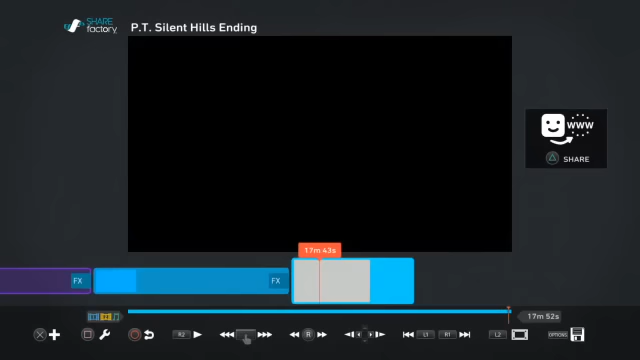 SHARE
factory
P.T. Silent Hills Ending
WWW
SHARE
17m 43s
FX
FX
17m 52s
R2
R
L1
R1
L2
OPTIONS